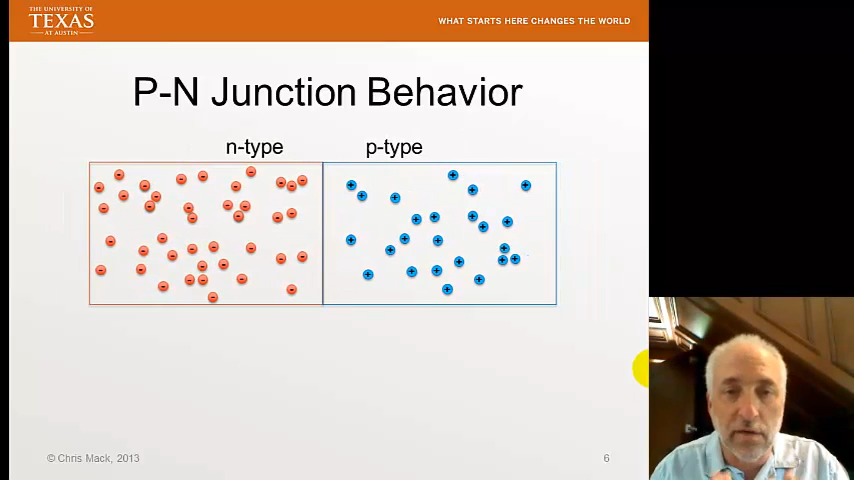 THE UNIVERSITY OF
TEXAS
AT AUSTIN
WHAT STARTS HERE CHANGES THE WORLD
P-N Junction Behavior
n-type
p-type
© Chris Mack, 2013
6